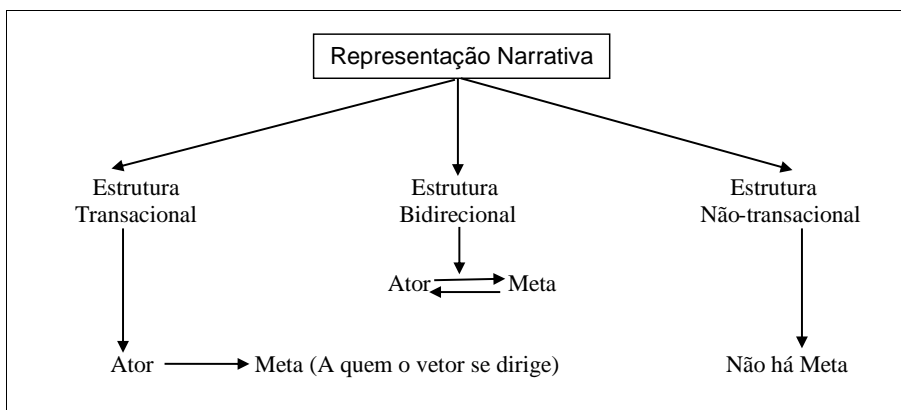 Representação Narrativa
Estrutura
Transacional
Estrutura
Bidirecional
Estrutura
Não-transacional
Ator Meta
Ator Meta (A quem o vetor se dirige)
Não há Meta